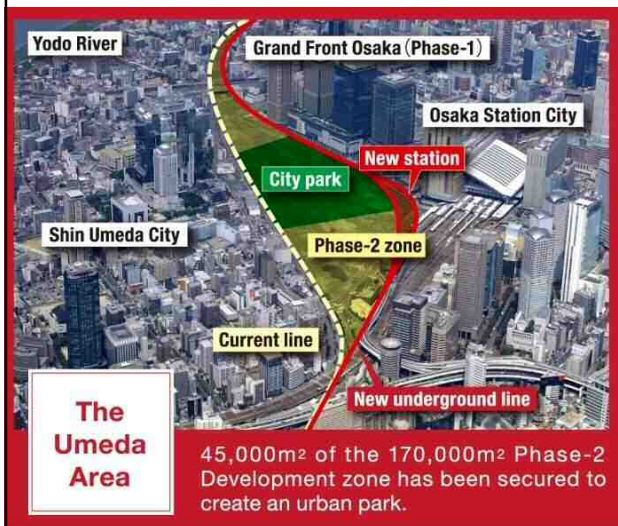 Yodo River
Grand Front Osaka (Phase-1)
Osaka Station City
New station
City park
Shin Umeda City
Phase-2 zone
Current line
New underground line
The
Umeda
Area
45,000m² of the 170,000m² Phase-2
Development zone has been secured to
create an urban park.